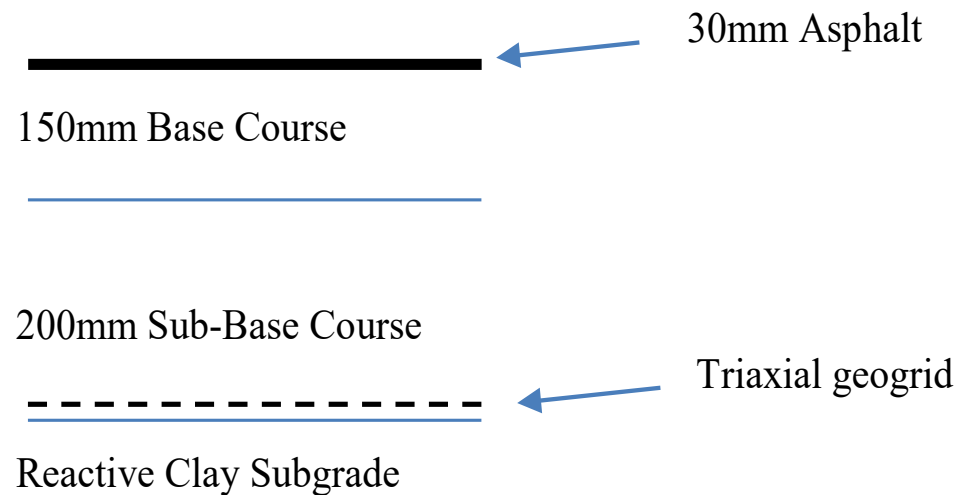 30mm Asphalt
150mm Base Course
200mm Sub-Base Course
Triaxial geogrid
Reactive Clay Subgrade